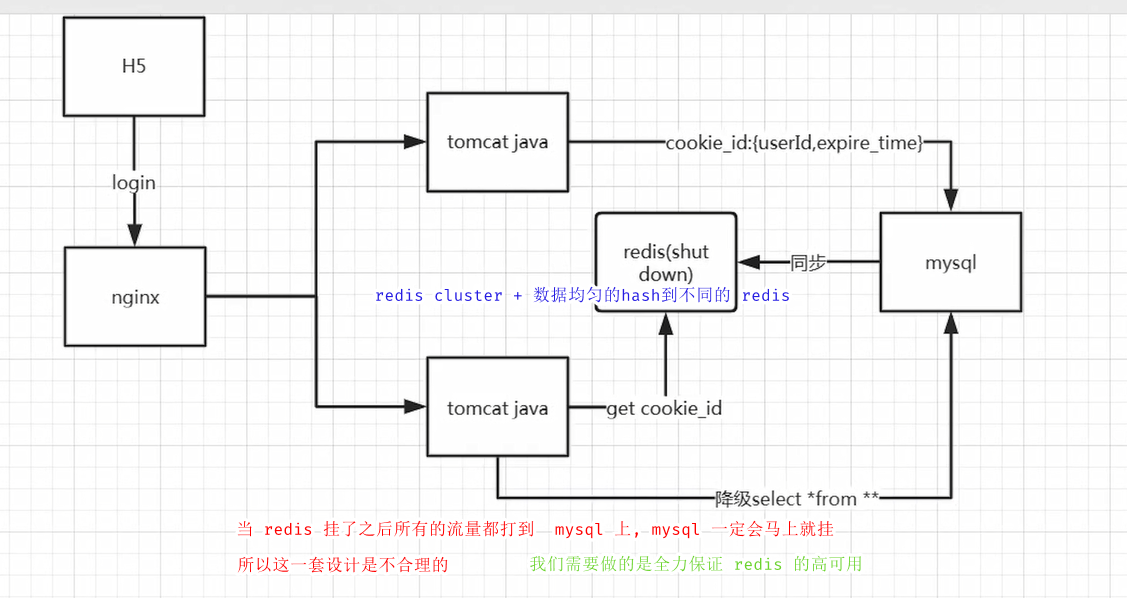 H5
tomcat java
cookie_id:{userId,expire_time}
login
redis(shut
down)
同步
mysql
nginx
redis cluster + 数据均匀的hash到不同的 redis
tomcat java
get cookie_id
降级select *from **
当 redis 挂了之后所有的流量都打到 mysql 上, mysql 一定会马上就挂
所以这一套设计是不合理的
我们需要做的是全力保证 redis 的高可用